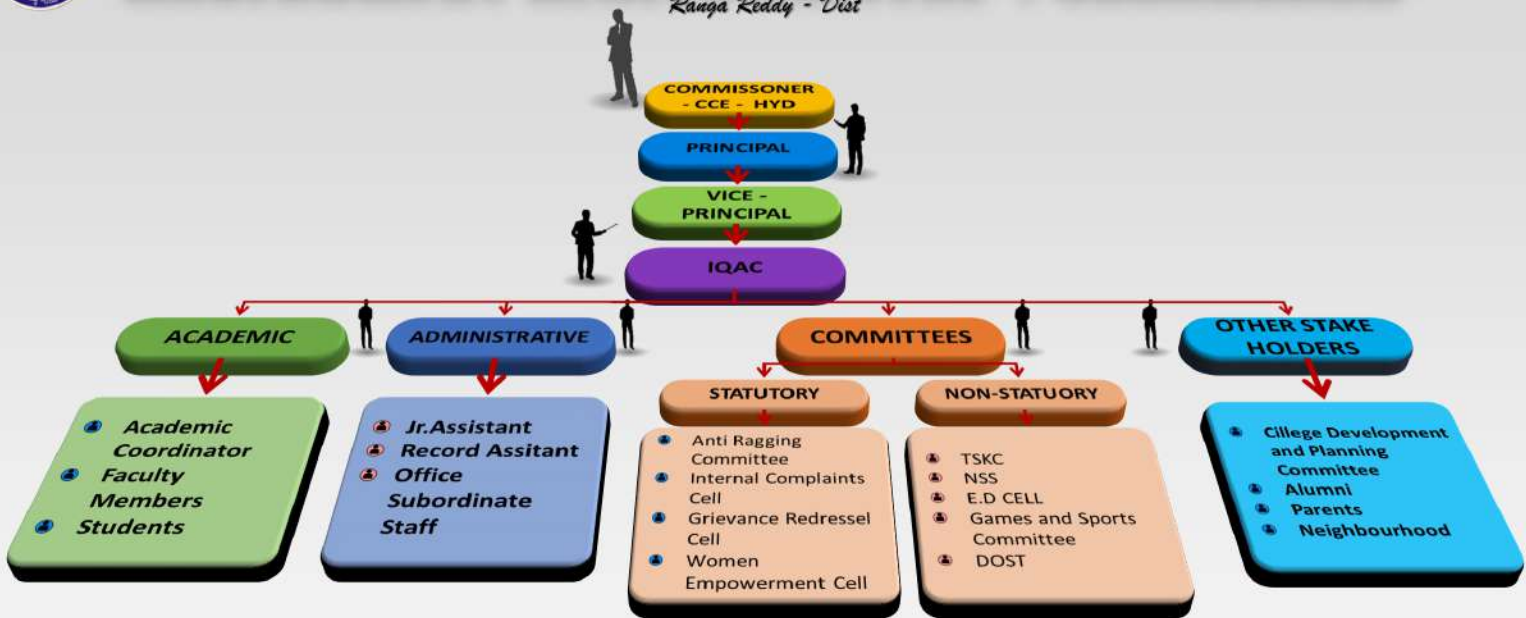 Ranga Reddy - Dist
COMMISSONER
- CCE - HYD
PRINCIPAL
VICE -
PRINCIPAL
IQAC
ACADEMIC
ADMINISTRATIVE
COMMITTEES
OTHER STAKE
HOLDERS
STATUTORY
NON-STATUORY
Academic
Coordinator
Faculty
Members
Students
Jr.Assistant
Record Assitant
Office
Subordinate
Staff
Anti Ragging
Committee
Internal Complaints
Cell
Grievance Redressel
Cell
Women
Empowerment Cell
TSKC
NSS
E.D CELL
Games and Sports
Committee
DOST
Cillege Development
and Planning
Committee
Alumni
Parents
Neighbourhood